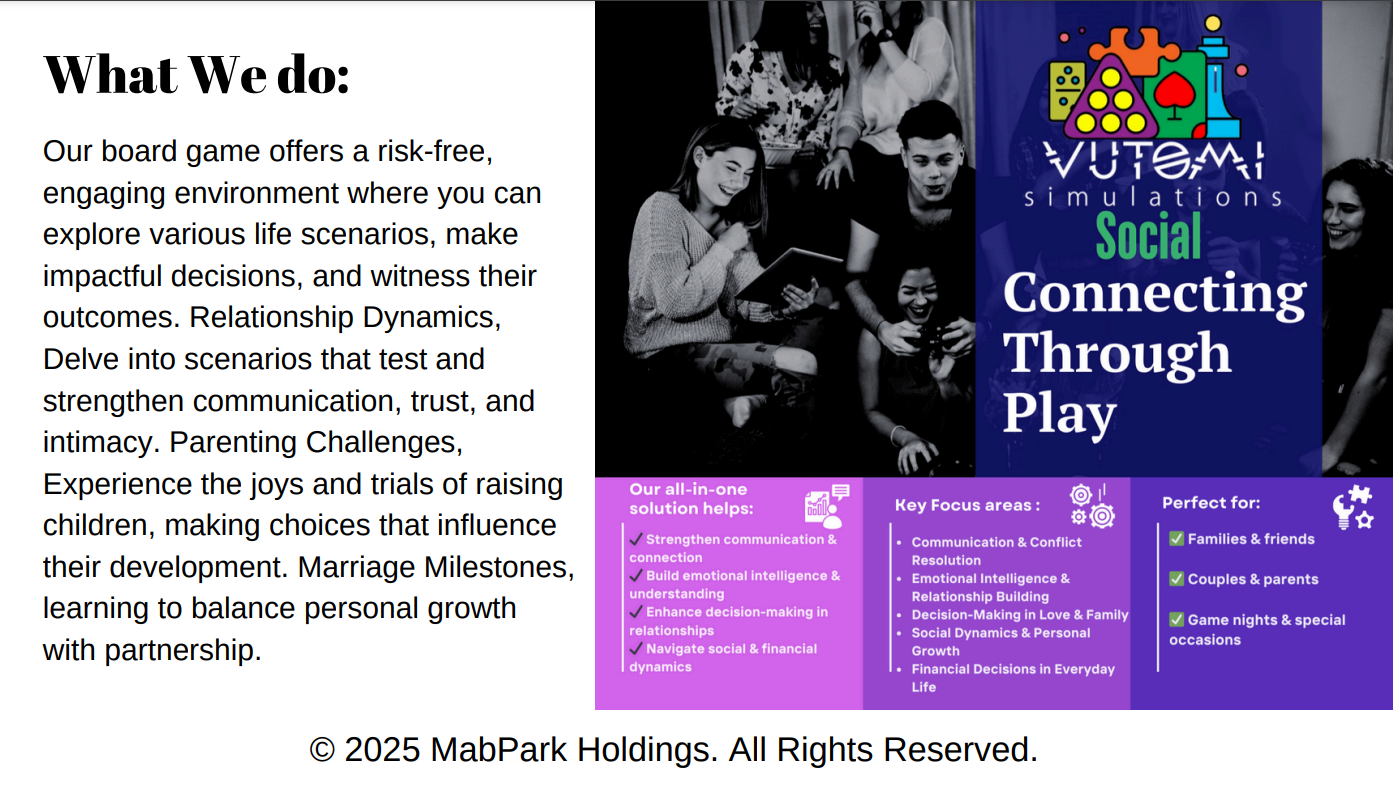 What We do:
Our board game offers a risk-free,
engaging environment where you can
explore various life scenarios, make
impactful decisions, and witness their
outcomes. Relationship Dynamics,
Delve into scenarios that test and
strengthen communication, trust, and
intimacy. Parenting Challenges,
Experience the joys and trials of raising
children, making choices that influence
their development. Marriage Milestones,
learning to balance personal growth
with partnership.
VUTOMI
simulations
Social
Connecting
Through
Play
Our all-in-one
solution helps:
✓ Strengthen communication &
connection
✓ Build emotional intelligence &
understanding
✓ Enhance decision-making in
relationships
✓ Navigate social & financial
dynamics
Key Focus areas :
• Communication & Conflict
Resolution
• Emotional Intelligence &
Relationship Building
• Decision-Making in Love & Family
• Social Dynamics & Personal
Growth
• Financial Decisions in Everyday
Life
Perfect for:
✅ Families & friends
✅ Couples & parents
✅ Game nights & special
occasions
© 2025 MabPark Holdings. All Rights Reserved.